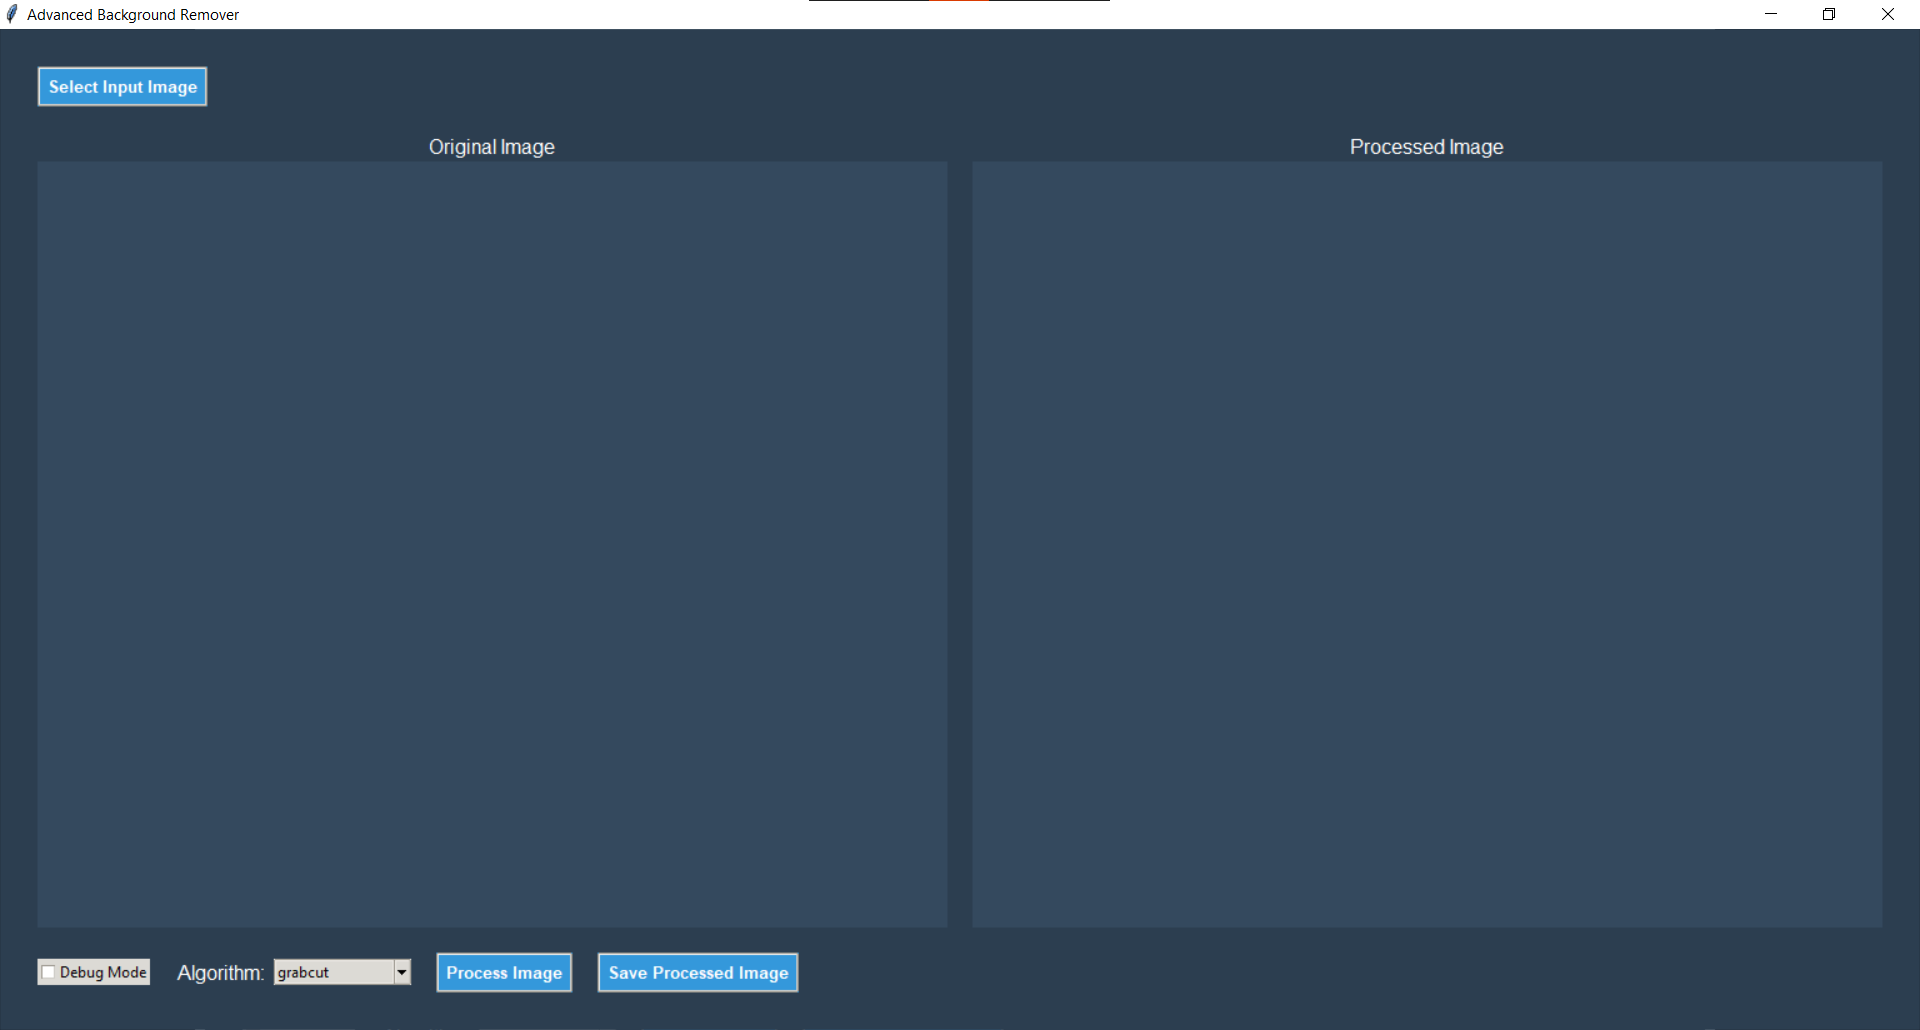 Advanced Background Remover
Select Input Image
Original Image
Processed Image
Debug Mode
Algorithm:
grabcut
Process Image
Save Processed Image